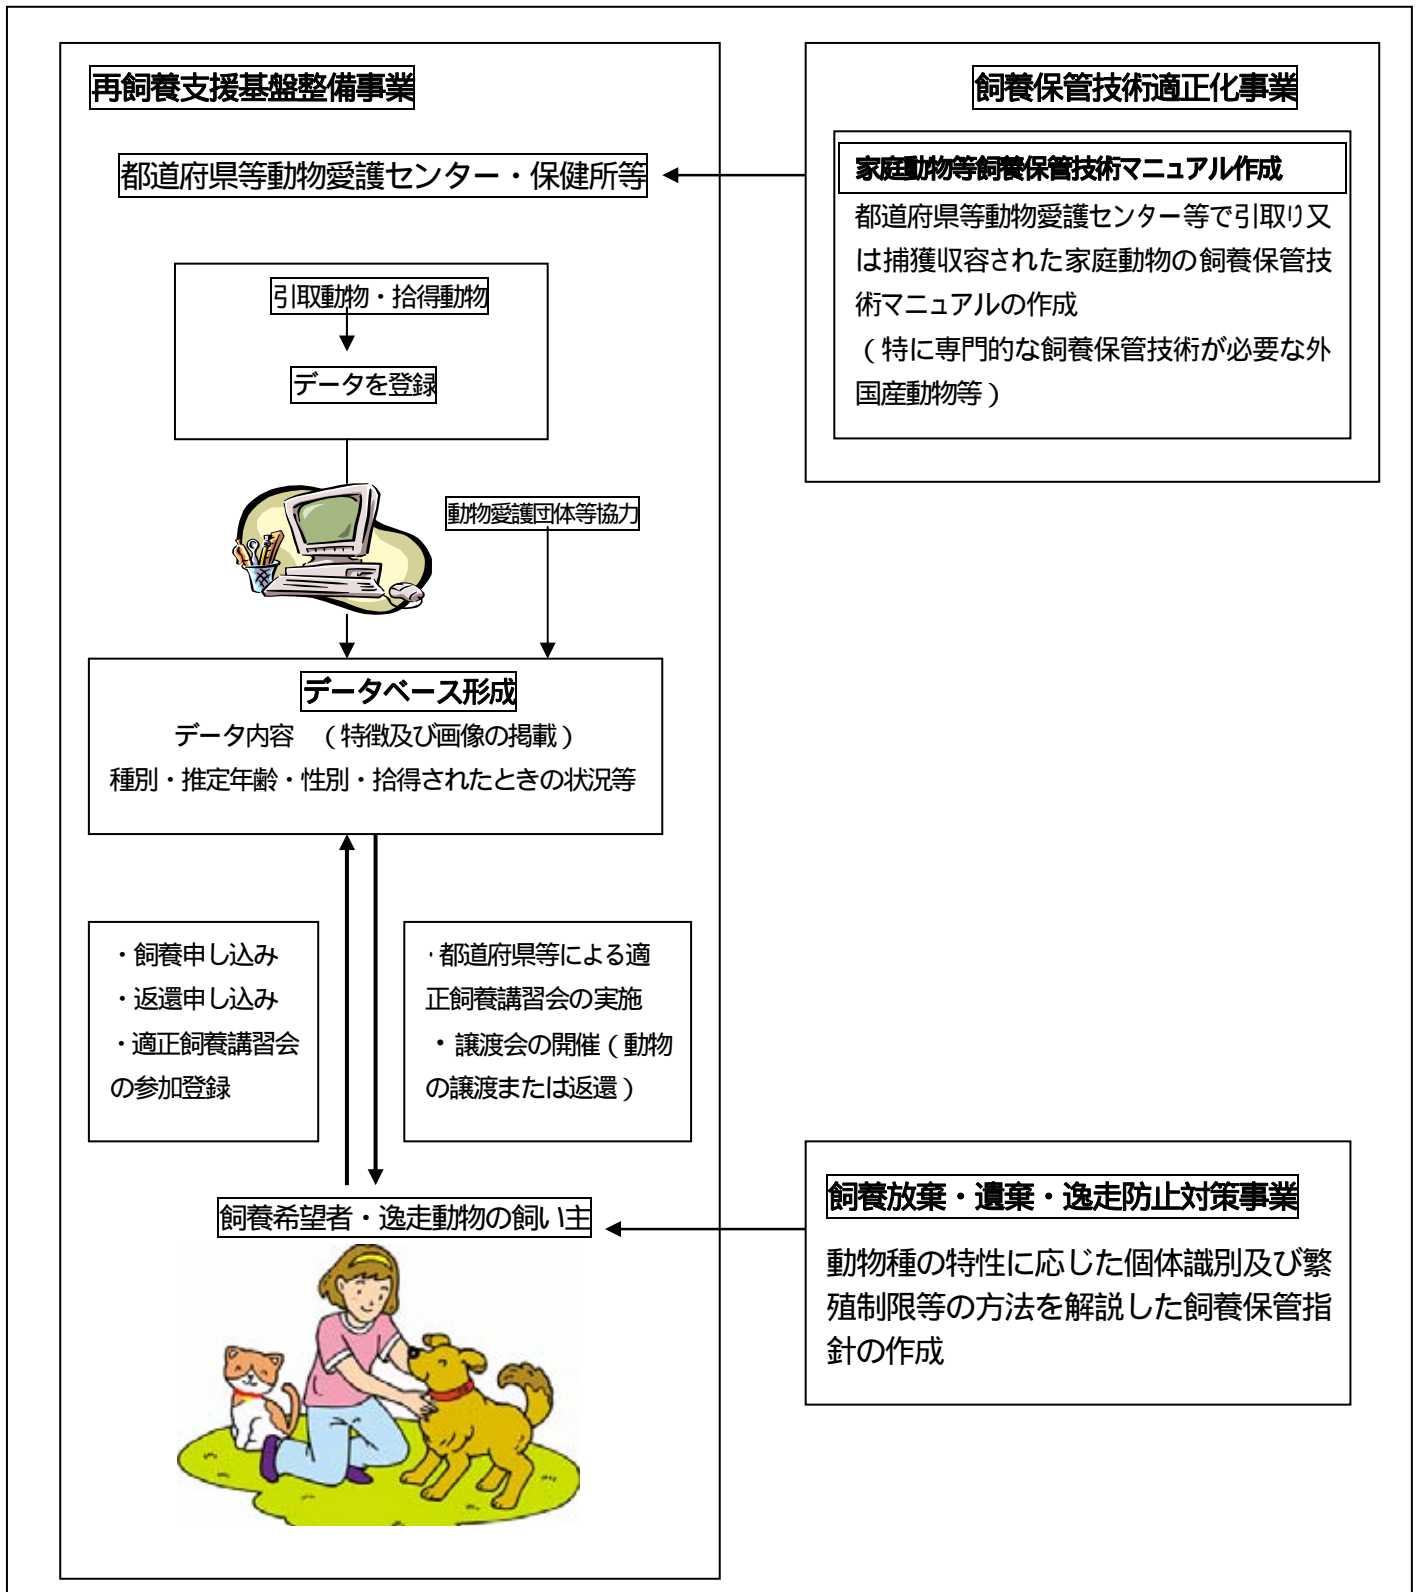 再飼養支援基盤整備事業
都道府県等動物愛護センター・保健所等
引取動物・拾得動物
データを登録
動物愛護団体等協力
データベース形成
データ内容　（特徴及び画像の掲載）
種別・推定年齢・性別・拾得されたときの状況等
・飼養申し込み
・返還申し込み
・適正飼養講習会
の参加登録
・都道府県等による適
正飼養講習会の実施
・譲渡会の開催（動物
の譲渡または返還）
飼養希望者・逸走動物の飼い主
飼養保管技術適正化事業
家庭動物等飼養保管技術マニュアル作成
都道府県等動物愛護センター等で引取り又
は捕獲収容された家庭動物の飼養保管技
術マニュアルの作成
（特に専門的な飼養保管技術が必要な外
国産動物等）
飼養放棄・遺棄・逸走防止対策事業
動物種の特性に応じた個体識別及び繁
殖制限等の方法を解説した飼養保管指
針の作成